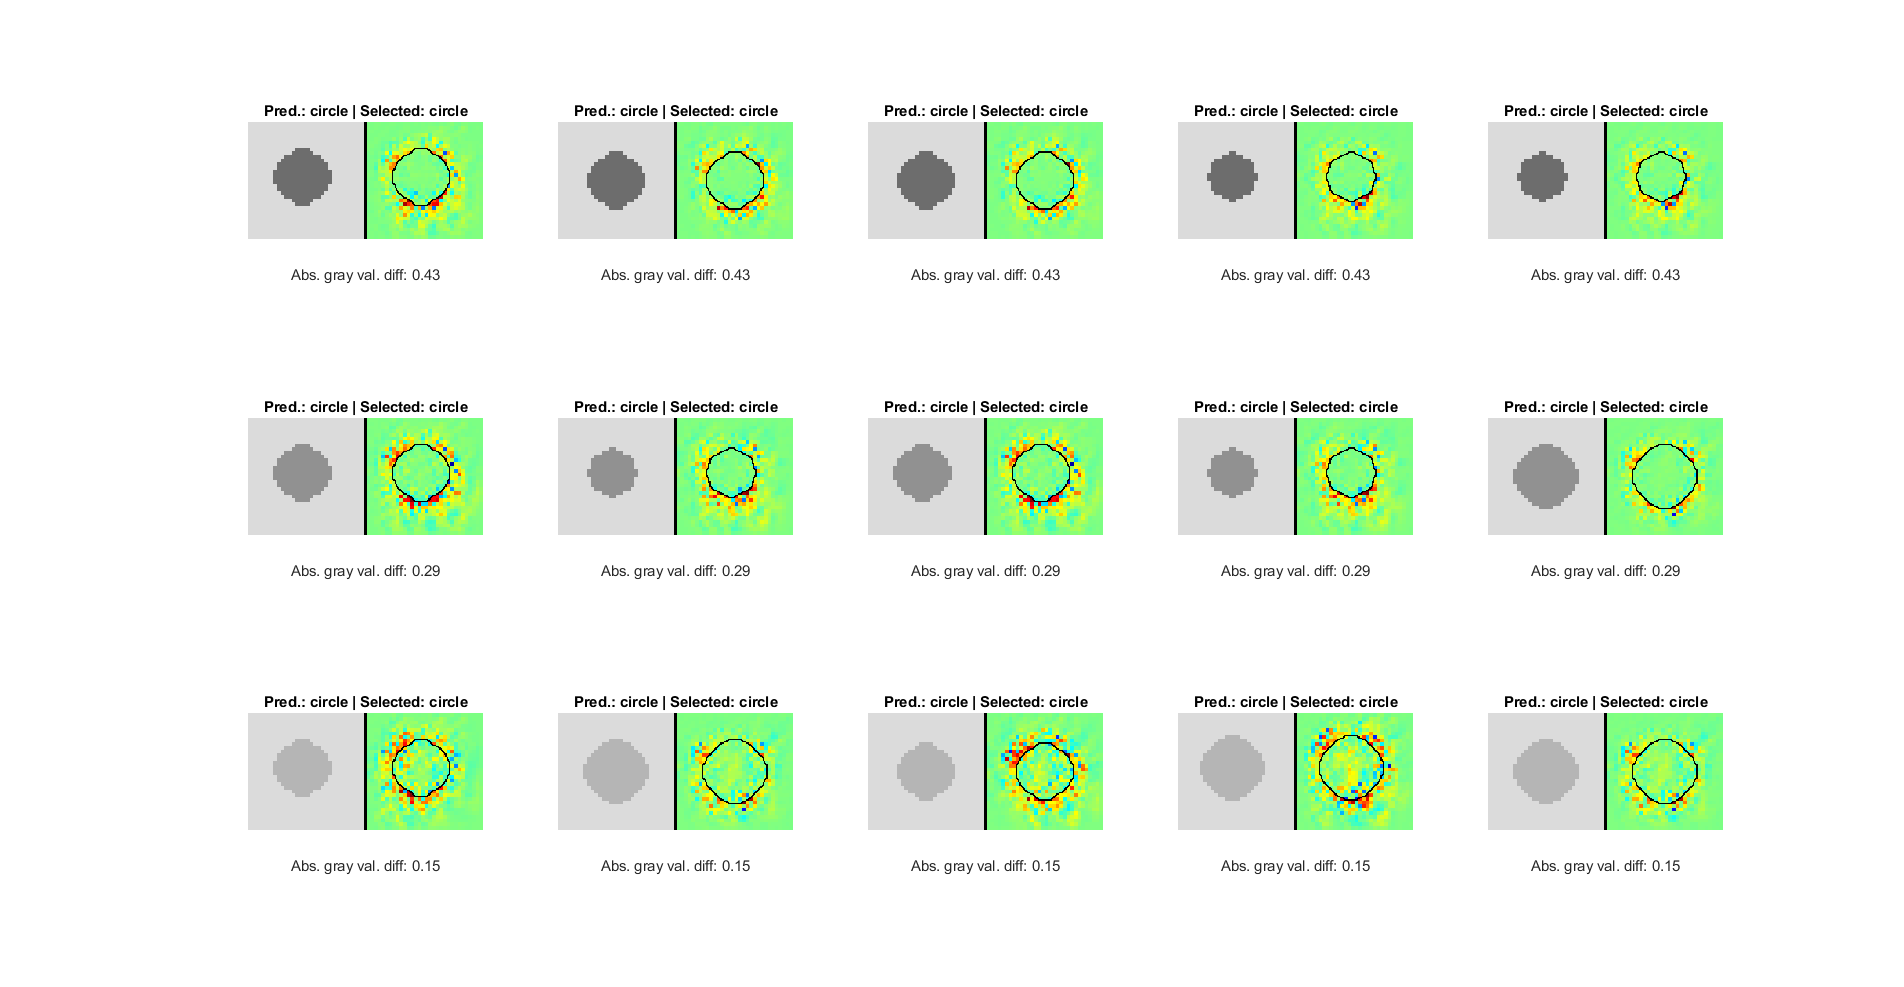 Pred.: circle | Selected: circle
Pred.: circle | Selected: circle
Pred.: circle | Selected: circle
Pred.: circle | Selected: circle
Pred.: circle | Selected: circle
Abs. gray val. diff: 0.43
Abs. gray val. diff: 0.43
Abs. gray val. diff: 0.43
Abs. gray val. diff: 0.43
Abs. gray val. diff: 0.43
Pred.: circle | Selected: circle
Pred.: circle | Selected: circle
Pred.: circle | Selected: circle
Pred.: circle | Selected: circle
Pred.: circle | Selected: circle
Abs. gray val. diff: 0.29
Abs. gray val. diff: 0.29
Abs. gray val. diff: 0.29
Abs. gray val. diff: 0.29
Abs. gray val. diff: 0.29
Pred.: circle | Selected: circle
Pred.: circle | Selected: circle
Pred.: circle | Selected: circle
Pred.: circle | Selected: circle
Pred.: circle | Selected: circle
Abs. gray val. diff: 0.15
Abs. gray val. diff: 0.15
Abs. gray val. diff: 0.15
Abs. gray val. diff: 0.15
Abs. gray val. diff: 0.15